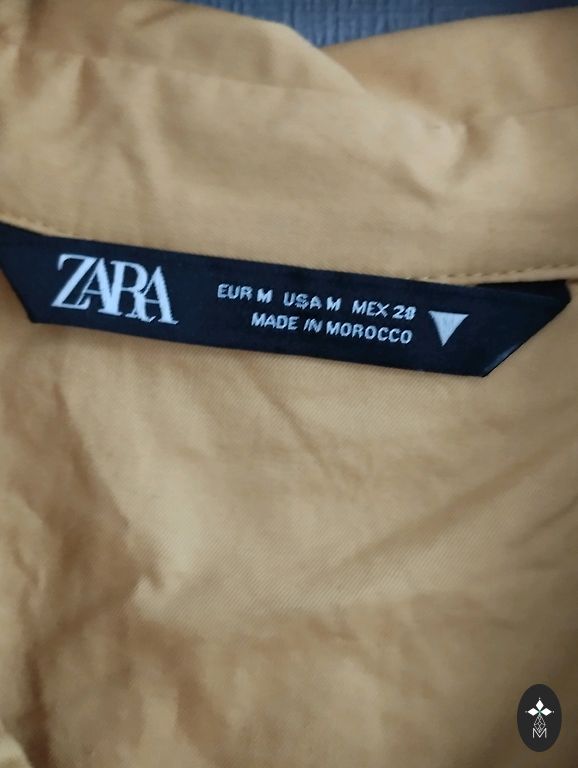 ZARA
EUR M USA M MEX 28
MADE IN MOROCCO
M